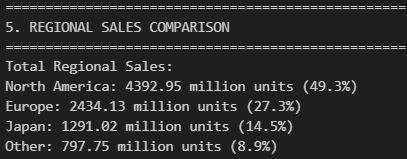 ==================================================
5. REGIONAL SALES COMPARISON
==================================================
Total Regional Sales:
North America: 4392.95 million units (49.3%)
Europe: 2434.13 million units (27.3%)
Japan: 1291.02 million units (14.5%)
Other: 797.75 million units (8.9%)